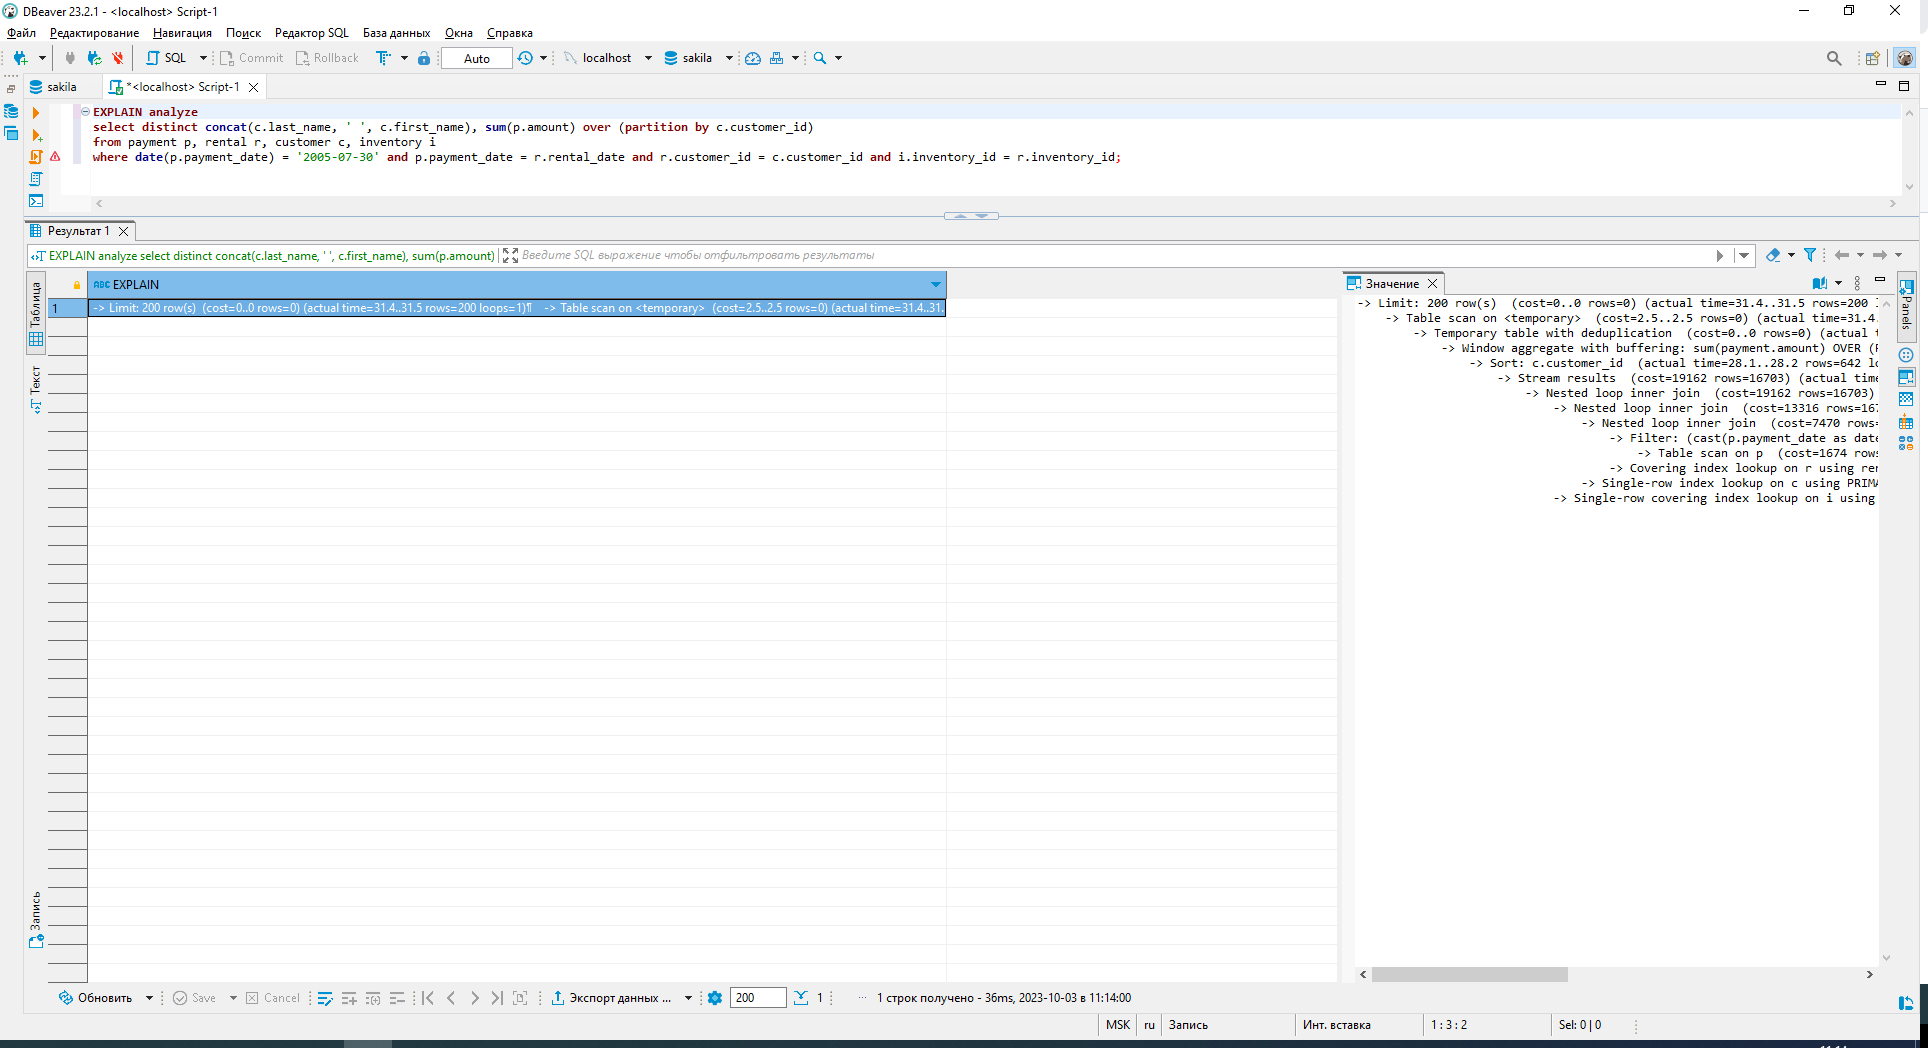 DBeaver 23.2.1 - <localhost> Script-1
Файл Редактирование Навигация Поиск Редактор SQL База данных Окна Справка
SQL Commit Rollback Auto localhost sakila
sakila *<localhost> Script-1
EXPLAIN analyze
select distinct concat(c.last_name, ' ', c.first_name), sum(p.amount) over (partition by c.customer_id)
from payment p, rental r, customer c, inventory i
where date(p.payment_date) = '2005-07-30' and p.payment_date = r.rental_date and r.customer_id = c.customer_id and i.inventory_id = r.inventory_id;
Результат 1
EXPLAIN analyze select distinct concat(c.last_name, ' ', c.first_name), sum(p.amount) Введите SQL выражение чтобы отфильтровать результаты
Таблица
Текст
Запись
ABC EXPLAIN
1 -> Limit: 200 row(s) (cost=0..0 rows=0) (actual time=31.4..31.5 rows=200 loops=1)¶ -> Table scan on <temporary> (cost=2.5..2.5 rows=0) (actual time=31.4..31.
Значение
Panels
-> Limit: 200 row(s) (cost=0..0 rows=0) (actual time=31.4..31.5 rows=200
-> Table scan on <temporary> (cost=2.5..2.5 rows=0) (actual time=31.4
-> Temporary table with deduplication (cost=0..0 rows=0) (actual
-> Window aggregate with buffering: sum(payment.amount) OVER (
-> Sort: c.customer_id (actual time=28.1..28.2 rows=642
-> Stream results (cost=19162 rows=16703) (actual time
-> Nested loop inner join (cost=19162 rows=16703)
-> Nested loop inner join (cost=13316 rows=167
-> Nested loop inner join (cost=7470 rows=
-> Filter: (cast(p.payment_date as date
-> Table scan on p (cost=1674 rows
-> Covering index lookup on r using rer
-> Single-row index lookup on c using PRIMA
-> Single-row covering index lookup on i using
Обновить Save Cancel Экспорт данных ... 200 1 ... 1 строк получено - 36ms, 2023-10-03 в 11:14:00
MSK ru Запись Инт. вставка 1 : 3 : 2 Sel: 0 | 0